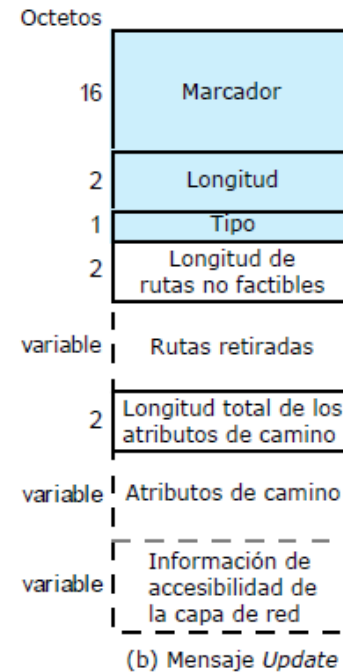 Octetos
16 Marcador
2 Longitud
1 Tipo
2 Longitud de
rutas no factibles
variable Rutas retiradas
2 Longitud total de los
atributos de camino
variable Atributos de camino
variable Información de
accesibilidad de
la capa de red
(b) Mensaje Update